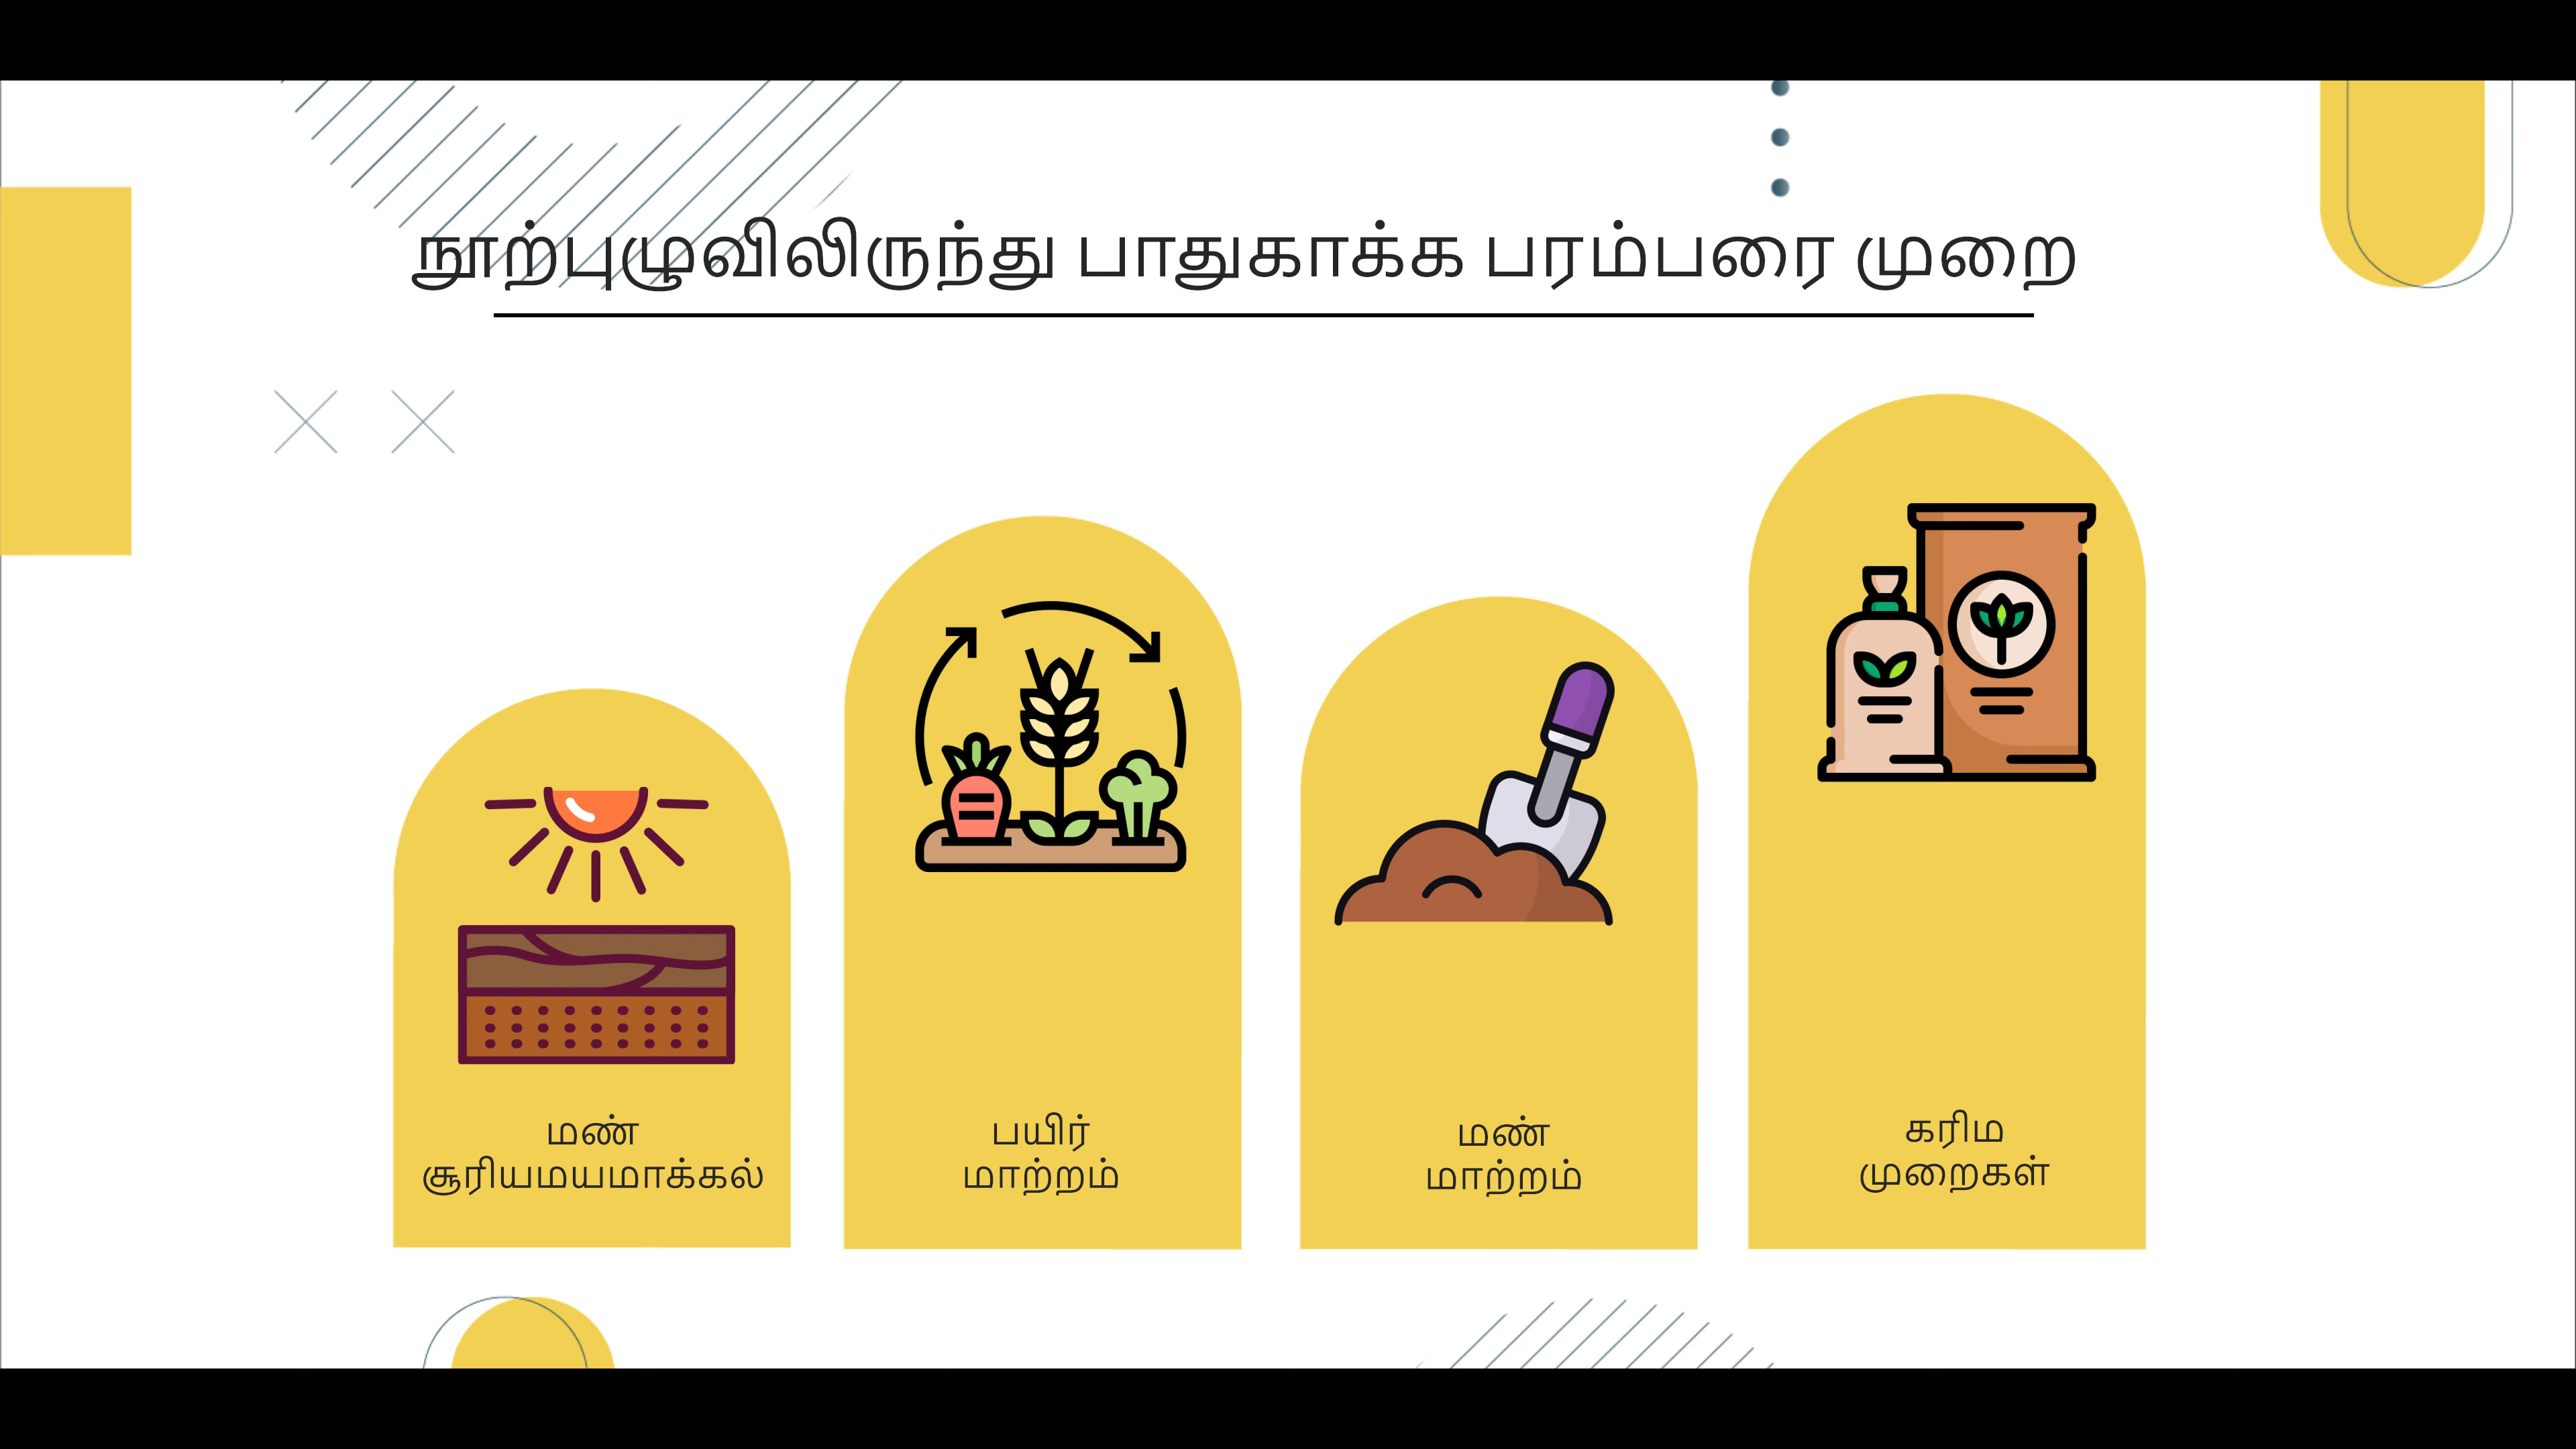 நூற்புழுவிலிருந்து பாதுகாக்க பரம்பரை முறை
மண்
சூரியமயமாக்கல்
பயிர்
மாற்றம்
மண்
மாற்றம்
கரிம
முறைகள்